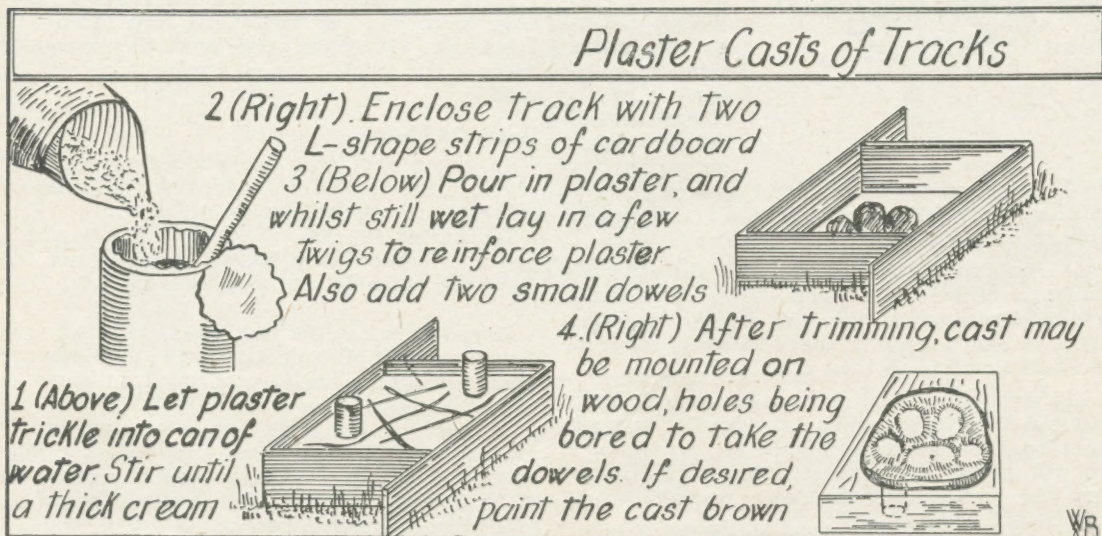 Plaster Casts of Tracks
2 (Right). Enclose track with two
L-shape strips of cardboard
3 (Below) Pour in plaster, and
whilst still wet lay in a few
Twigs to reinforce plaster
Also add two small dowels
1 (Above) Let plaster
trickle into can of
water. Stir until
a thick cream
4. (Right) After trimming, cast may
be mounted on
wood, holes being
bored to take the
dowels. If desired,
paint the cast brown